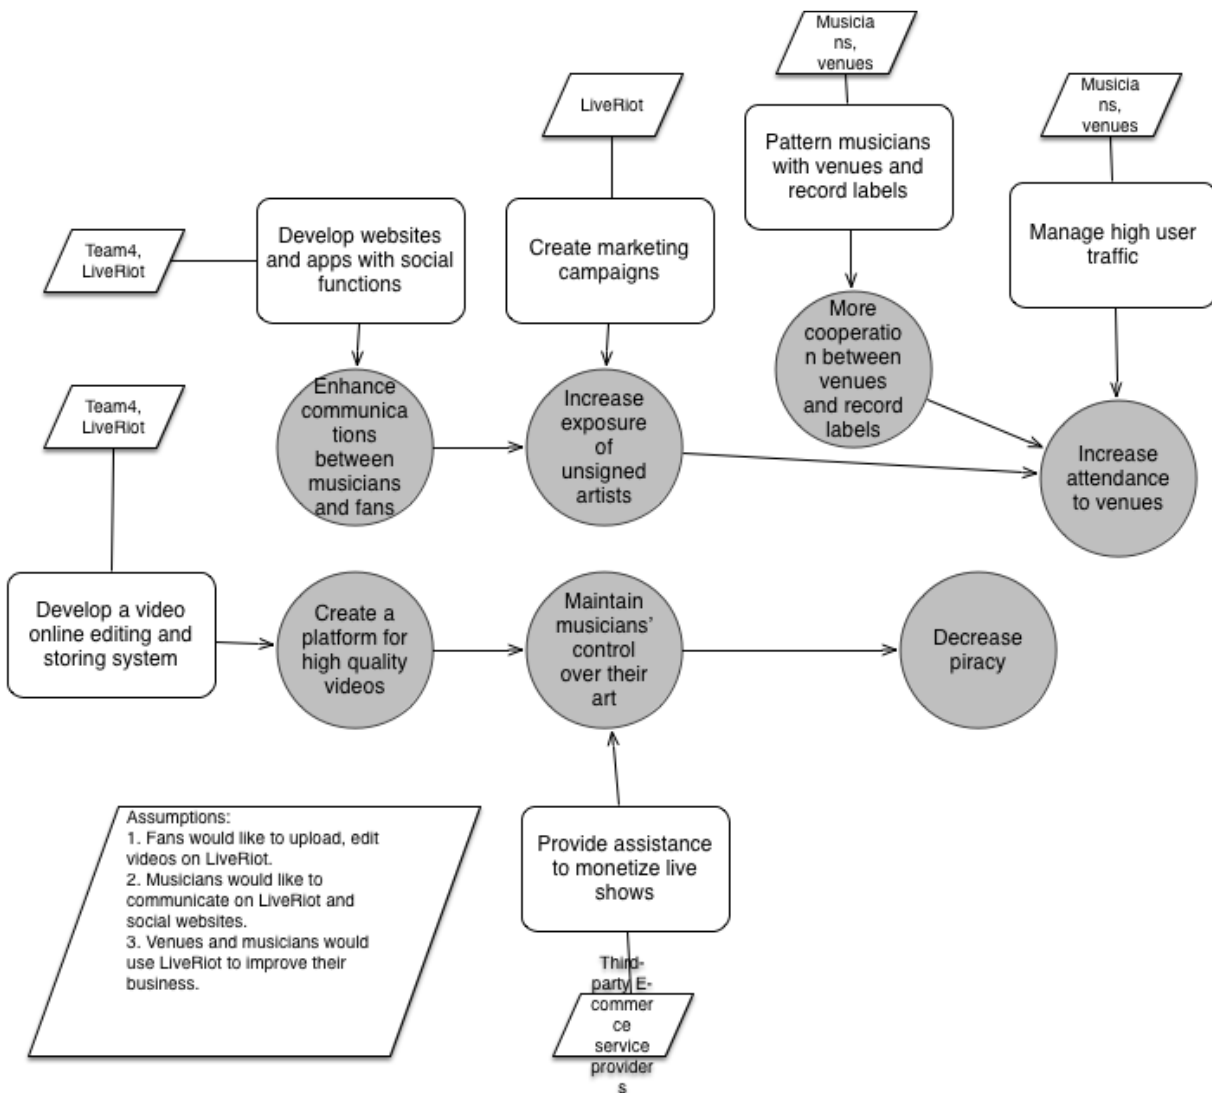 Musicia
ns,
venues
Musicia
ns,
venues
LiveRiot
Pattern musicians
with venues and
record labels
Team4,
LiveRiot
Develop websites
and apps with social
functions
Create marketing
campaigns
Manage high user
traffic
More
cooperatio
n between
venues
and record
labels
Team4,
LiveRiot
Enhance
communica
tions
between
musicians
and fans
Increase
exposure
of
unsigned
artists
Increase
attendance
to venues
Develop a video
online editing and
storing system
Create a
platform for
high quality
videos
Maintain
musicians'
control
over their
art
Decrease
piracy
Assumptions:
1. Fans would like to upload, edit
videos on LiveRiot.
2. Musicians would like to
communicate on LiveRiot and
social websites.
3. Venues and musicians would
use LiveRiot to improve their
business.
Provide assistance
to monetize live
shows
Third-
party E-
commer
ce
service
provider
s